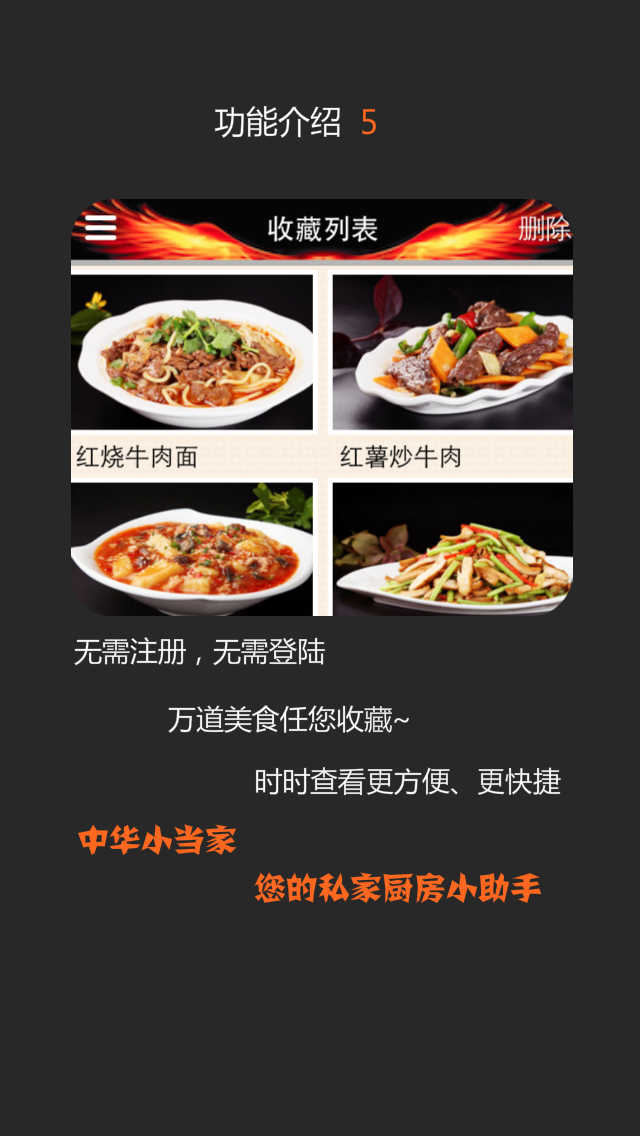 功能介绍 5
收藏列表 删除
红烧牛肉面 红薯炒牛肉
无需注册，无需登陆
万道美食任您收藏~
时时查看更方便、更快捷
中华小当家
您的私家厨房小助手